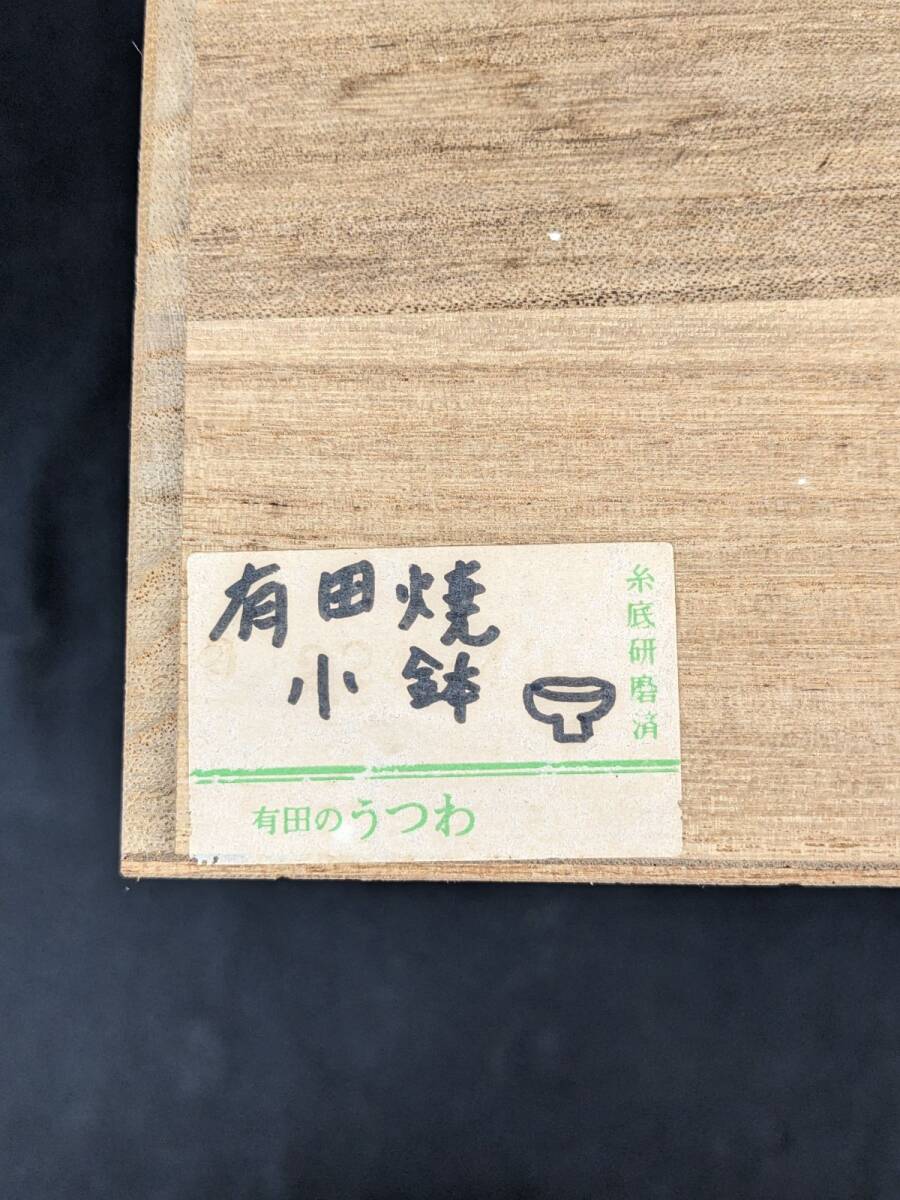 有田焼
小鉢
糸底研磨済
有田のうつわ